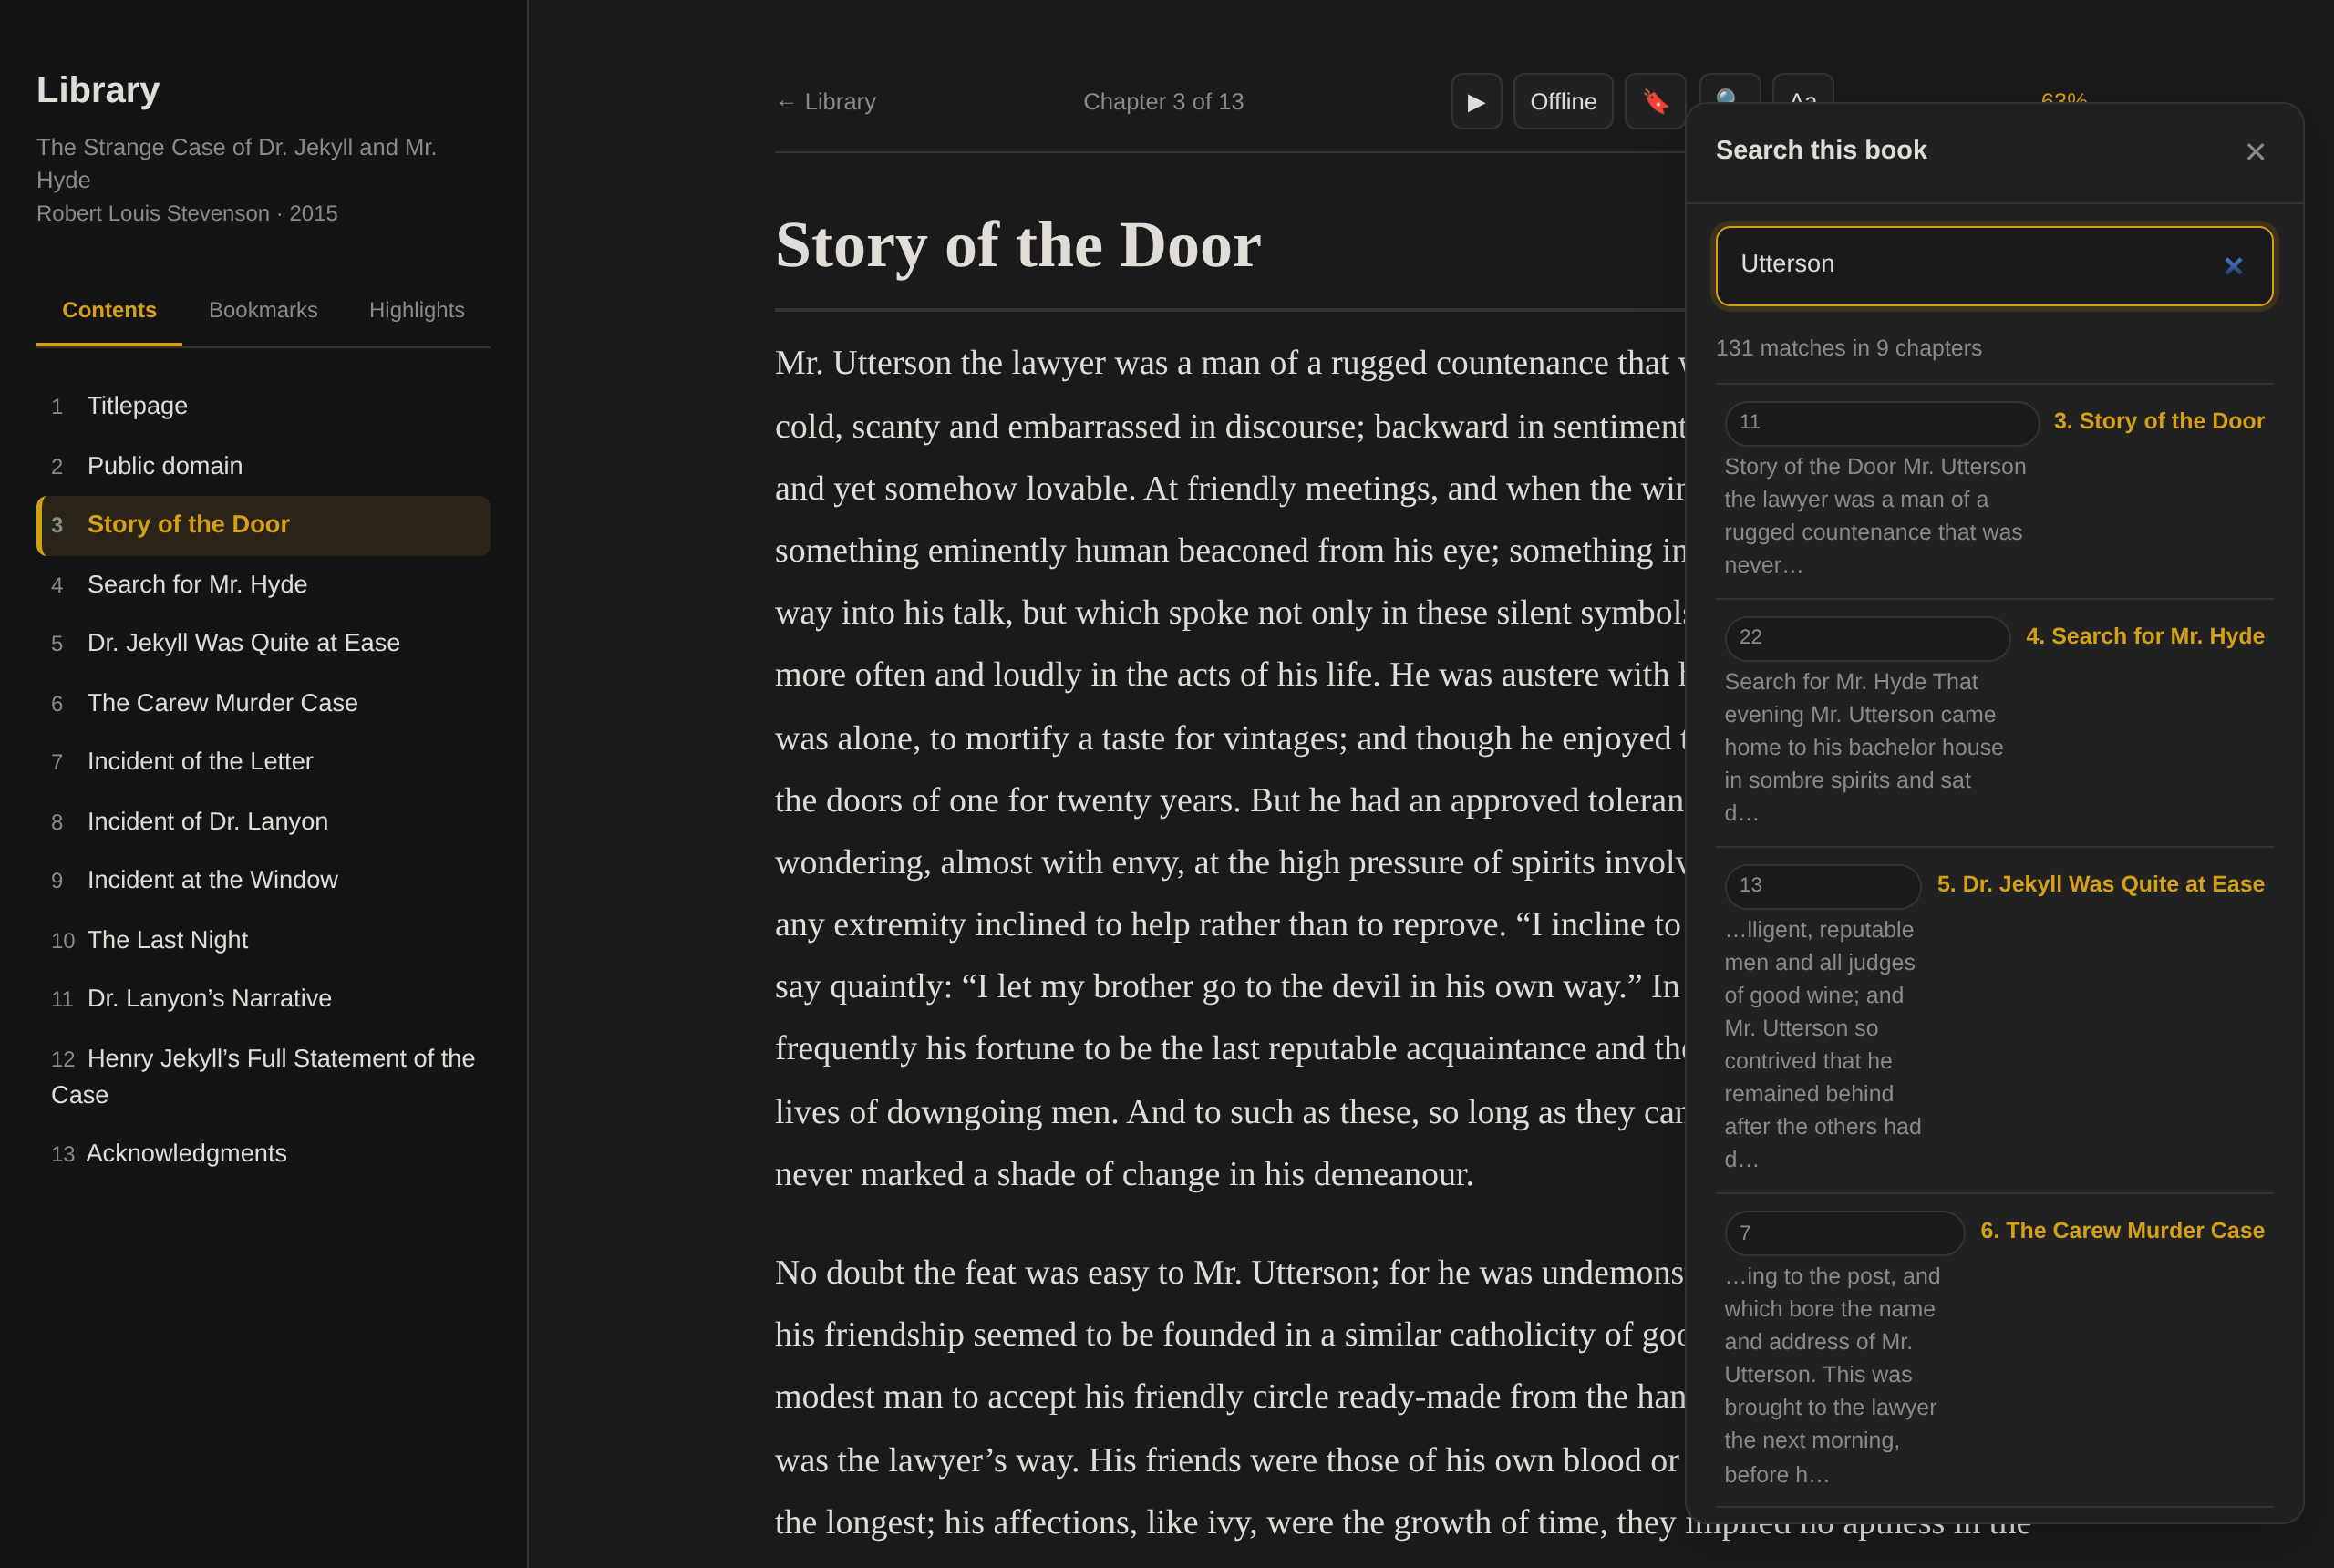 Library
The Strange Case of Dr. Jekyll and Mr.
Hyde
Robert Louis Stevenson · 2015
Contents Bookmarks Highlights
1 Titlepage
2 Public domain
3 Story of the Door
4 Search for Mr. Hyde
5 Dr. Jekyll Was Quite at Ease
6 The Carew Murder Case
7 Incident of the Letter
8 Incident of Dr. Lanyon
9 Incident at the Window
10 The Last Night
11 Dr. Lanyon’s Narrative
12 Henry Jekyll’s Full Statement of the
Case
13 Acknowledgments
← Library Chapter 3 of 13 ▶ Offline Aa 63%
Story of the Door
Mr. Utterson the lawyer was a man of a rugged countenance that
cold, scanty and embarrassed in discourse; backward in sentiment
and yet somehow lovable. At friendly meetings, and when the
something eminently human beaconed from his eye; something
way into his talk, but which spoke not only in these silent symbols
more often and loudly in the acts of his life. He was austere with
was alone, to mortify a taste for vintages; and though he enjoyed
the doors of one for twenty years. But he had an approved
wondering, almost with envy, at the high pressure of spirits
any extremity inclined to help rather than to reprove. “I incline to
say quaintly: “I let my brother go to the devil in his own way.” In
frequently his fortune to be the last reputable acquaintance and
lives of downgoing men. And to such as these, so long as they
never marked a shade of change in his demeanour.
No doubt the feat was easy to Mr. Utterson; for he was
his friendship seemed to be founded in a similar catholicity of
modest man to accept his friendly circle ready-made from the
was the lawyer’s way. His friends were those of his own blood or
the longest; his affections, like ivy, were the growth of time, they implied no aptness in the
Search this book ✕
Utterson ✕
131 matches in 9 chapters
11 3. Story of the Door
Story of the Door Mr. Utterson
the lawyer was a man of a
rugged countenance that was
never…
22 4. Search for Mr. Hyde
Search for Mr. Hyde That
evening Mr. Utterson came
home to his bachelor house
in sombre spirits and sat
d…
13 5. Dr. Jekyll Was Quite at Ease
…lligent, reputable
men and all judges
of good wine; and
Mr. Utterson so
contrived that he
remained behind
after the others had
d…
7 6. The Carew Murder Case
…ing to the post, and
which bore the name
and address of Mr.
Utterson. This was
brought to the lawyer
the next morning,
before h…